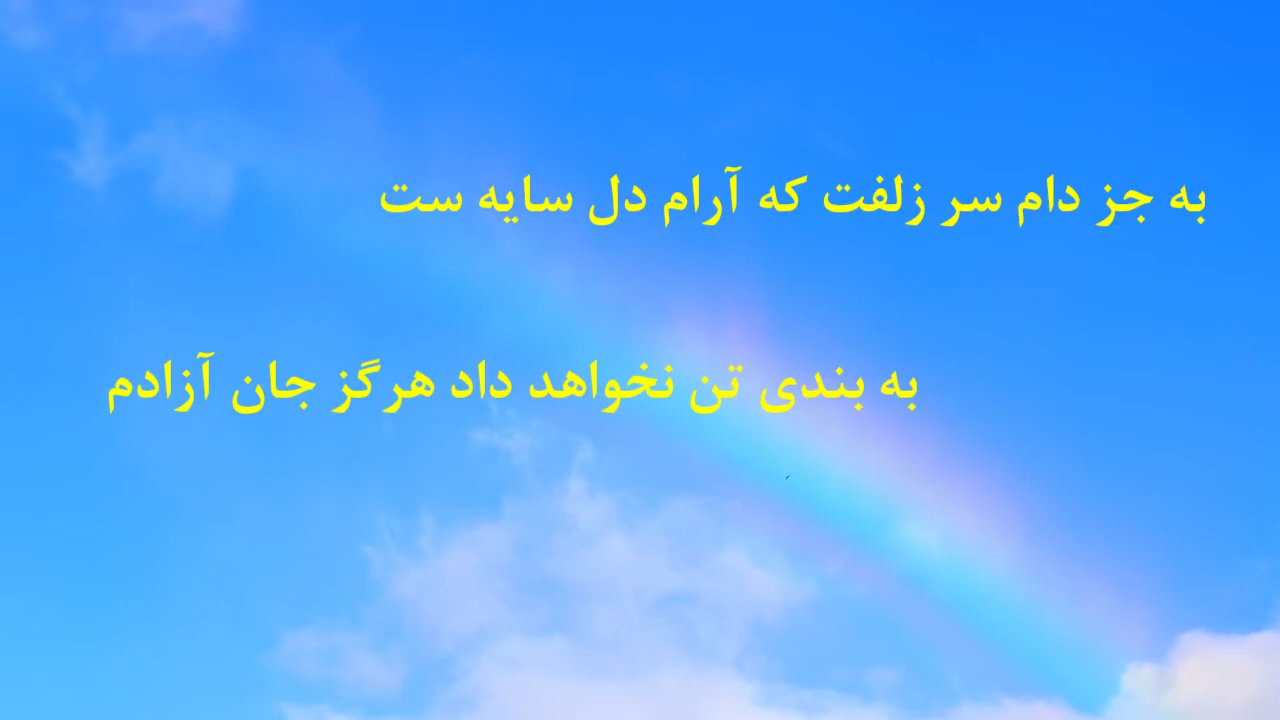 به جز دام سر زلفت که آرام دل سایه ست
به بندی تن نخواهد داد هرگز جان آزادم